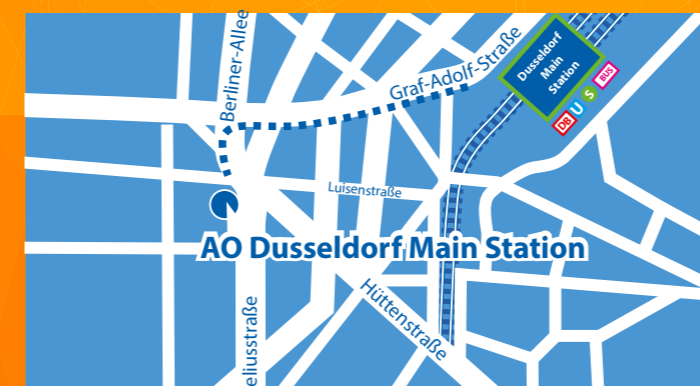 Berliner-Allee
Graf-Adolf-Straße
Dusseldorf
Main
Station
DB
U
S
BUS
Luisenstraße
AO Dusseldorf Main Station
Hüttenstraße
eliusstraße